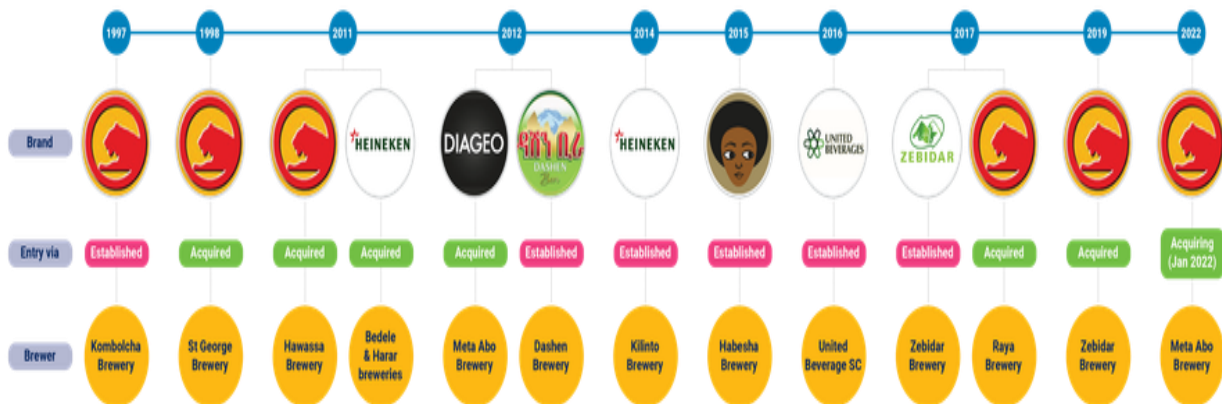 1997
1998
2011
2012
2014
2015
2016
2017
2019
2022
Brand
HEINEKEN
DIAGEO
ዳሸን ቢራ
DASHEN
Beer
HEINEKEN
UNITED
BEVERAGES
ZEBIDAR
Entry via
Established
Acquired
Acquired
Acquired
Acquired
Established
Established
Established
Established
Established
Acquired
Acquired
Acquiring
(Jan 2022)
Brewer
Kombolcha
Brewery
St George
Brewery
Hawassa
Brewery
Bedele
& Harar
breweries
Meta Abo
Brewery
Dashen
Brewery
Kilinto
Brewery
Habesha
Brewery
United
Beverage SC
Zebidar
Brewery
Raya
Brewery
Zebidar
Brewery
Meta Abo
Brewery